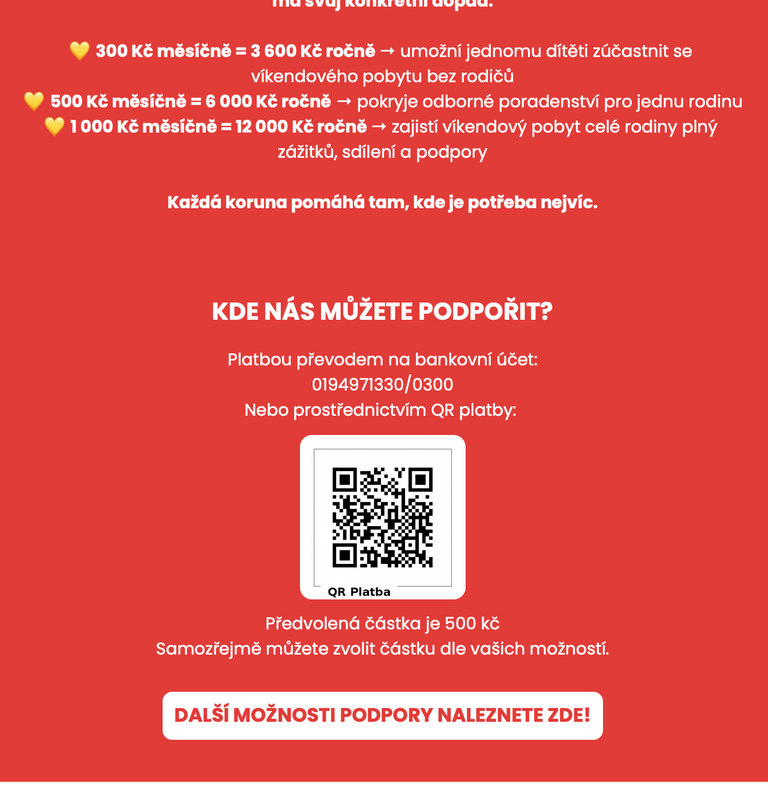 má svůj konkrétní dopad.
💛 300 Kč měsíčně = 3 600 Kč ročně → umožní jednomu dítěti zúčastnit se
víkendového pobytu bez rodičů
💛 500 Kč měsíčně = 6 000 Kč ročně → pokryje odborné poradenství pro jednu rodinu
💛 1 000 Kč měsíčně = 12 000 Kč ročně → zajistí víkendový pobyt celé rodiny plný
zážitků, sdílení a podpory
Každá koruna pomáhá tam, kde je potřeba nejvíc.
KDE NÁS MŮŽETE PODPOŘIT?
Platbou převodem na bankovní účet:
0194971330/0300
Nebo prostřednictvím QR platby:
QR Platba
Předvolená částka je 500 kč
Samozřejmě můžete zvolit částku dle vašich možností.
DALŠÍ MOŽNOSTI PODPORY NALEZNETE ZDE!